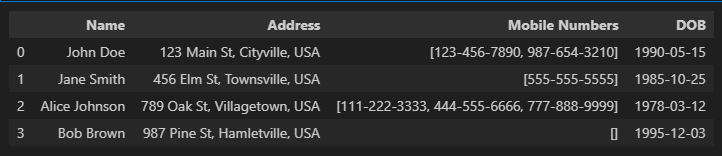 Name Address Mobile Numbers DOB
0 John Doe 123 Main St, Cityville, USA [123-456-7890, 987-654-3210] 1990-05-15
1 Jane Smith 456 Elm St, Townsville, USA [555-555-5555] 1985-10-25
2 Alice Johnson 789 Oak St, Villagetown, USA [111-222-3333, 444-555-6666, 777-888-9999] 1978-03-12
3 Bob Brown 987 Pine St, Hamletville, USA [] 1995-12-03